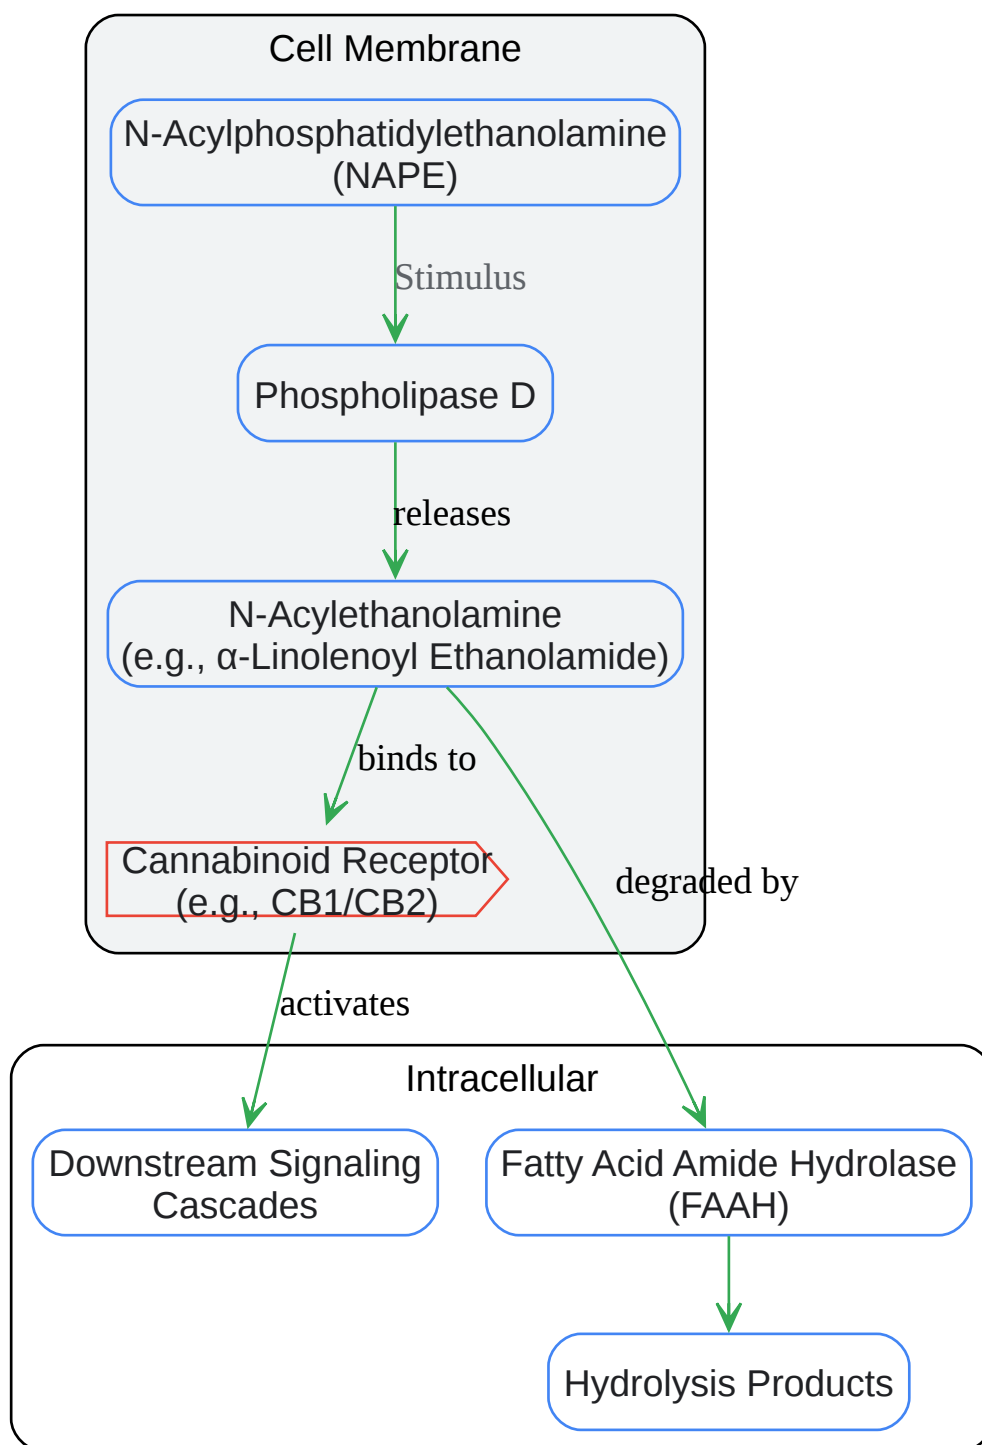 Cell Membrane
N-Acylphosphatidylethanolamine
(NAPE)
Stimulus
Phospholipase D
releases
N-Acylethanolamine
(e.g., α-Linolenoyl Ethanolamide)
binds to
Cannabinoid Receptor
(e.g., CB1/CB2)
degraded by
activates
Intracellular
Downstream Signaling
Cascades
Fatty Acid Amide Hydrolase
(FAAH)
Hydrolysis Products